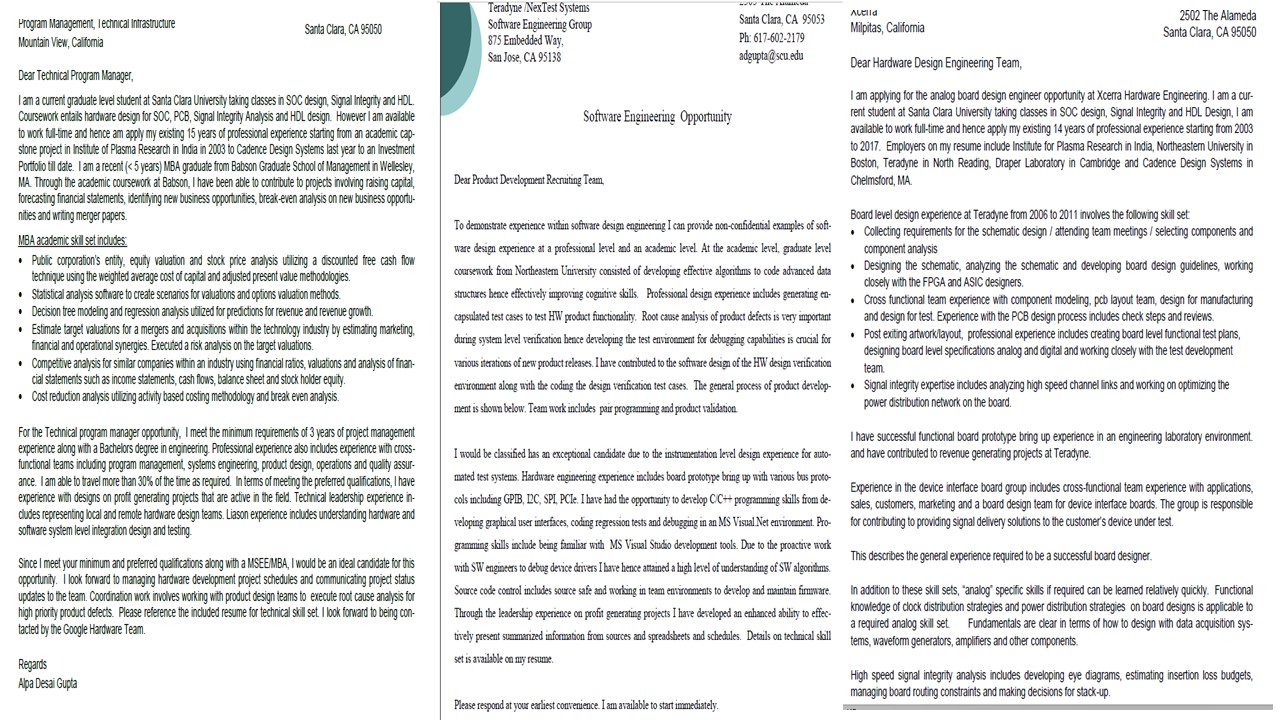 Program Management, Technical Infrastructure
Santa Clara, CA 95050
Mountain View, California
Dear Technical Program Manager,
I am a current graduate level student at Santa Clara University taking classes in SOC design, Signal Integrity and HDL.
Coursework entails hardware design for SOC, PCB, Signal Integrity Analysis and HDL design.  However I am available
to work full-time and hence am apply my existing 15 years of professional experience starting from an academic cap-
stone project in Institute of Plasma Research in India in 2003 to Cadence Design Systems last year to an Investment
Portfolio till date.  I am a recent (< 5 years) MBA graduate from Babson Graduate School of Management in Wellesley,
MA. Through the academic coursework at Babson, I have been able to contribute to projects involving raising capital,
forecasting financial statements, identifying new business opportunities, break-even analysis on new business opportu-
nities and writing merger papers.
MBA academic skill set includes:
• Public corporation's entity, equity valuation and stock price analysis utilizing a discounted free cash flow
technique using the weighted average cost of capital and adjusted present value methodologies.
• Statistical analysis software to create scenarios for valuations and options valuation methods.
• Decision tree modeling and regression analysis utilized for predictions for revenue and revenue growth.
• Estimate target valuations for a mergers and acquisitions within the technology industry by estimating marketing,
financial and operational synergies. Executed a risk analysis on the target valuations.
• Competitive analysis for similar companies within an industry using financial ratios, valuations and analysis of finan-
cial statements such as income statements, cash flows, balance sheet and stock holder equity.
• Cost reduction analysis utilizing activity based costing methodology and break even analysis.
For the Technical program manager opportunity,  I meet the minimum requirements of 3 years of project management
experience along with a Bachelors degree in engineering. Professional experience also includes experience with cross-
functional teams including program management, systems engineering, product design, operations and quality assur-
ance.  I am able to travel more than 30% of the time as required.  In terms of meeting the preferred qualifications, I have
experience with designs on profit generating projects that are active in the field. Technical leadership experience in-
cludes representing local and remote hardware design teams. Liason experience includes understanding hardware and
software system level integration design and testing.
Since I meet your minimum and preferred qualifications along with a MSEE/MBA, I would be an ideal candidate for this
opportunity.  I look forward to managing hardware development project schedules and communicating project status
updates to the team. Coordination work involves working with product design teams to  execute root cause analysis for
high priority product defects.  Please reference the included resume for technical skill set. I look forward to being con-
tacted by the Google Hardware Team.
Regards
Alpa Desai Gupta
Teradyne /NexTest Systems
Software Engineering Group
875 Embedded Way,
San Jose, CA 95138
Santa Clara, CA  95053
Ph: 617-602-2179
adgupta@scu.edu
Software Engineering  Opportunity
Dear Product Development Recruiting Team,
To demonstrate experience within software design engineering I can provide non-confidential examples of soft-
ware design experience at a professional level and an academic level. At the academic level, graduate level
coursework from Northeastern University consisted of developing effective algorithms to code advanced data
structures hence effectively improving cognitive skills.   Professional design experience includes generating en-
capsulated test cases to test HW product functionality.  Root cause analysis of product defects is very important
during system level verification hence developing the test environment for debugging capabilities is crucial for
various iterations of new product releases. I have contributed to the software design of the HW design verification
environment along with the coding the design verification test cases.  The general process of product develop-
ment is shown below. Team work includes  pair programming and product validation.
I would be classified has an exceptional candidate due to the instrumentation level design experience for auto-
mated test systems. Hardware engineering experience includes board prototype bring up with various bus proto-
cols including GPIB, I2C, SPI, PCIe. I have had the opportunity to develop C/C++ programming skills from de-
veloping graphical user interfaces, coding regression tests and debugging in an MS Visual.Net environment. Pro-
gramming skills include being familiar with  MS Visual Studio development tools. Due to the proactive work
with SW engineers to debug device drivers I have hence attained a high level of understanding of SW algorithms.
Source code control includes source safe and working in team environments to develop and maintain firmware.
Through the leadership experience on profit generating projects I have developed an enhanced ability to effec-
tively present summarized information from sources and spreadsheets and schedules.  Details on technical skill
set is available on my resume.
Please respond at your earliest convenience. I am available to start immediately.
Xcerra
Milpitas, California
2502 The Alameda
Santa Clara, CA 95050
Dear Hardware Design Engineering Team,
I am applying for the analog board design engineer opportunity at Xcerra Hardware Engineering. I am a cur-
rent student at Santa Clara University taking classes in SOC design, Signal Integrity and HDL Design, I am
available to work full-time and hence apply my existing 14 years of professional experience starting from 2003
to 2017.  Employers on my resume include Institute for Plasma Research in India, Northeastern University in
Boston, Teradyne in North Reading, Draper Laboratory in Cambridge and Cadence Design Systems in
Chelmsford, MA.
Board level design experience at Teradyne from 2006 to 2011 involves the following skill set:
• Collecting requirements for the schematic design / attending team meetings / selecting components and
component analysis
• Designing the schematic, analyzing the schematic and developing board design guidelines, working
closely with the FPGA and ASIC designers.
• Cross functional team experience with component modeling, pcb layout team, design for manufacturing
and design for test. Experience with the PCB design process includes check steps and reviews.
• Post exiting artwork/layout,  professional experience includes creating board level functional test plans,
designing board level specifications analog and digital and working closely with the test development
team.
• Signal integrity expertise includes analyzing high speed channel links and working on optimizing the
power distribution network on the board.
I have successful functional board prototype bring up experience in an engineering laboratory environment.
and have contributed to revenue generating projects at Teradyne.
Experience in the device interface board group includes cross-functional team experience with applications,
sales, customers, marketing and a board design team for device interface boards. The group is responsible
for contributing to providing signal delivery solutions to the customer's device under test.
This describes the general experience required to be a successful board designer.
In addition to these skill sets, "analog" specific skills if required can be learned relatively quickly.  Functional
knowledge of clock distribution strategies and power distribution strategies  on board designs is applicable to
a required analog skill set.     Fundamentals are clear in terms of how to design with data acquisition sys-
tems, waveform generators, amplifiers and other components.
High speed signal integrity analysis includes developing eye diagrams, estimating insertion loss budgets,
managing board routing constraints and making decisions for stack-up.